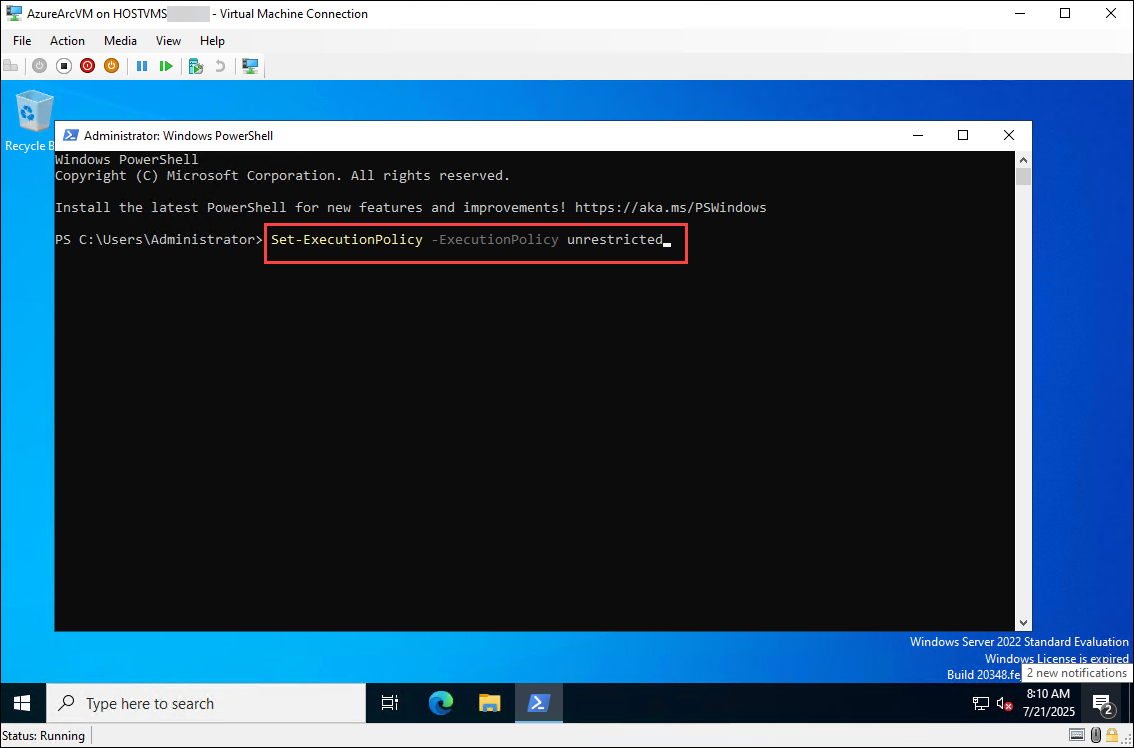 AzureArcVM on HOSTVMS - Virtual Machine Connection
File Action Media View Help
Recycle B
Administrator: Windows PowerShell
Windows PowerShell
Copyright (C) Microsoft Corporation. All rights reserved.
Install the latest PowerShell for new features and improvements! https://aka.ms/PSWindows
PS C:\Users\Administrator> Set-ExecutionPolicy -ExecutionPolicy unrestricted
Windows Server 2022 Standard Evaluation
Windows License is expired
Build 20348.fe
2 new notifications
Type here to search
8:10 AM
7/21/2025
2
Status: Running